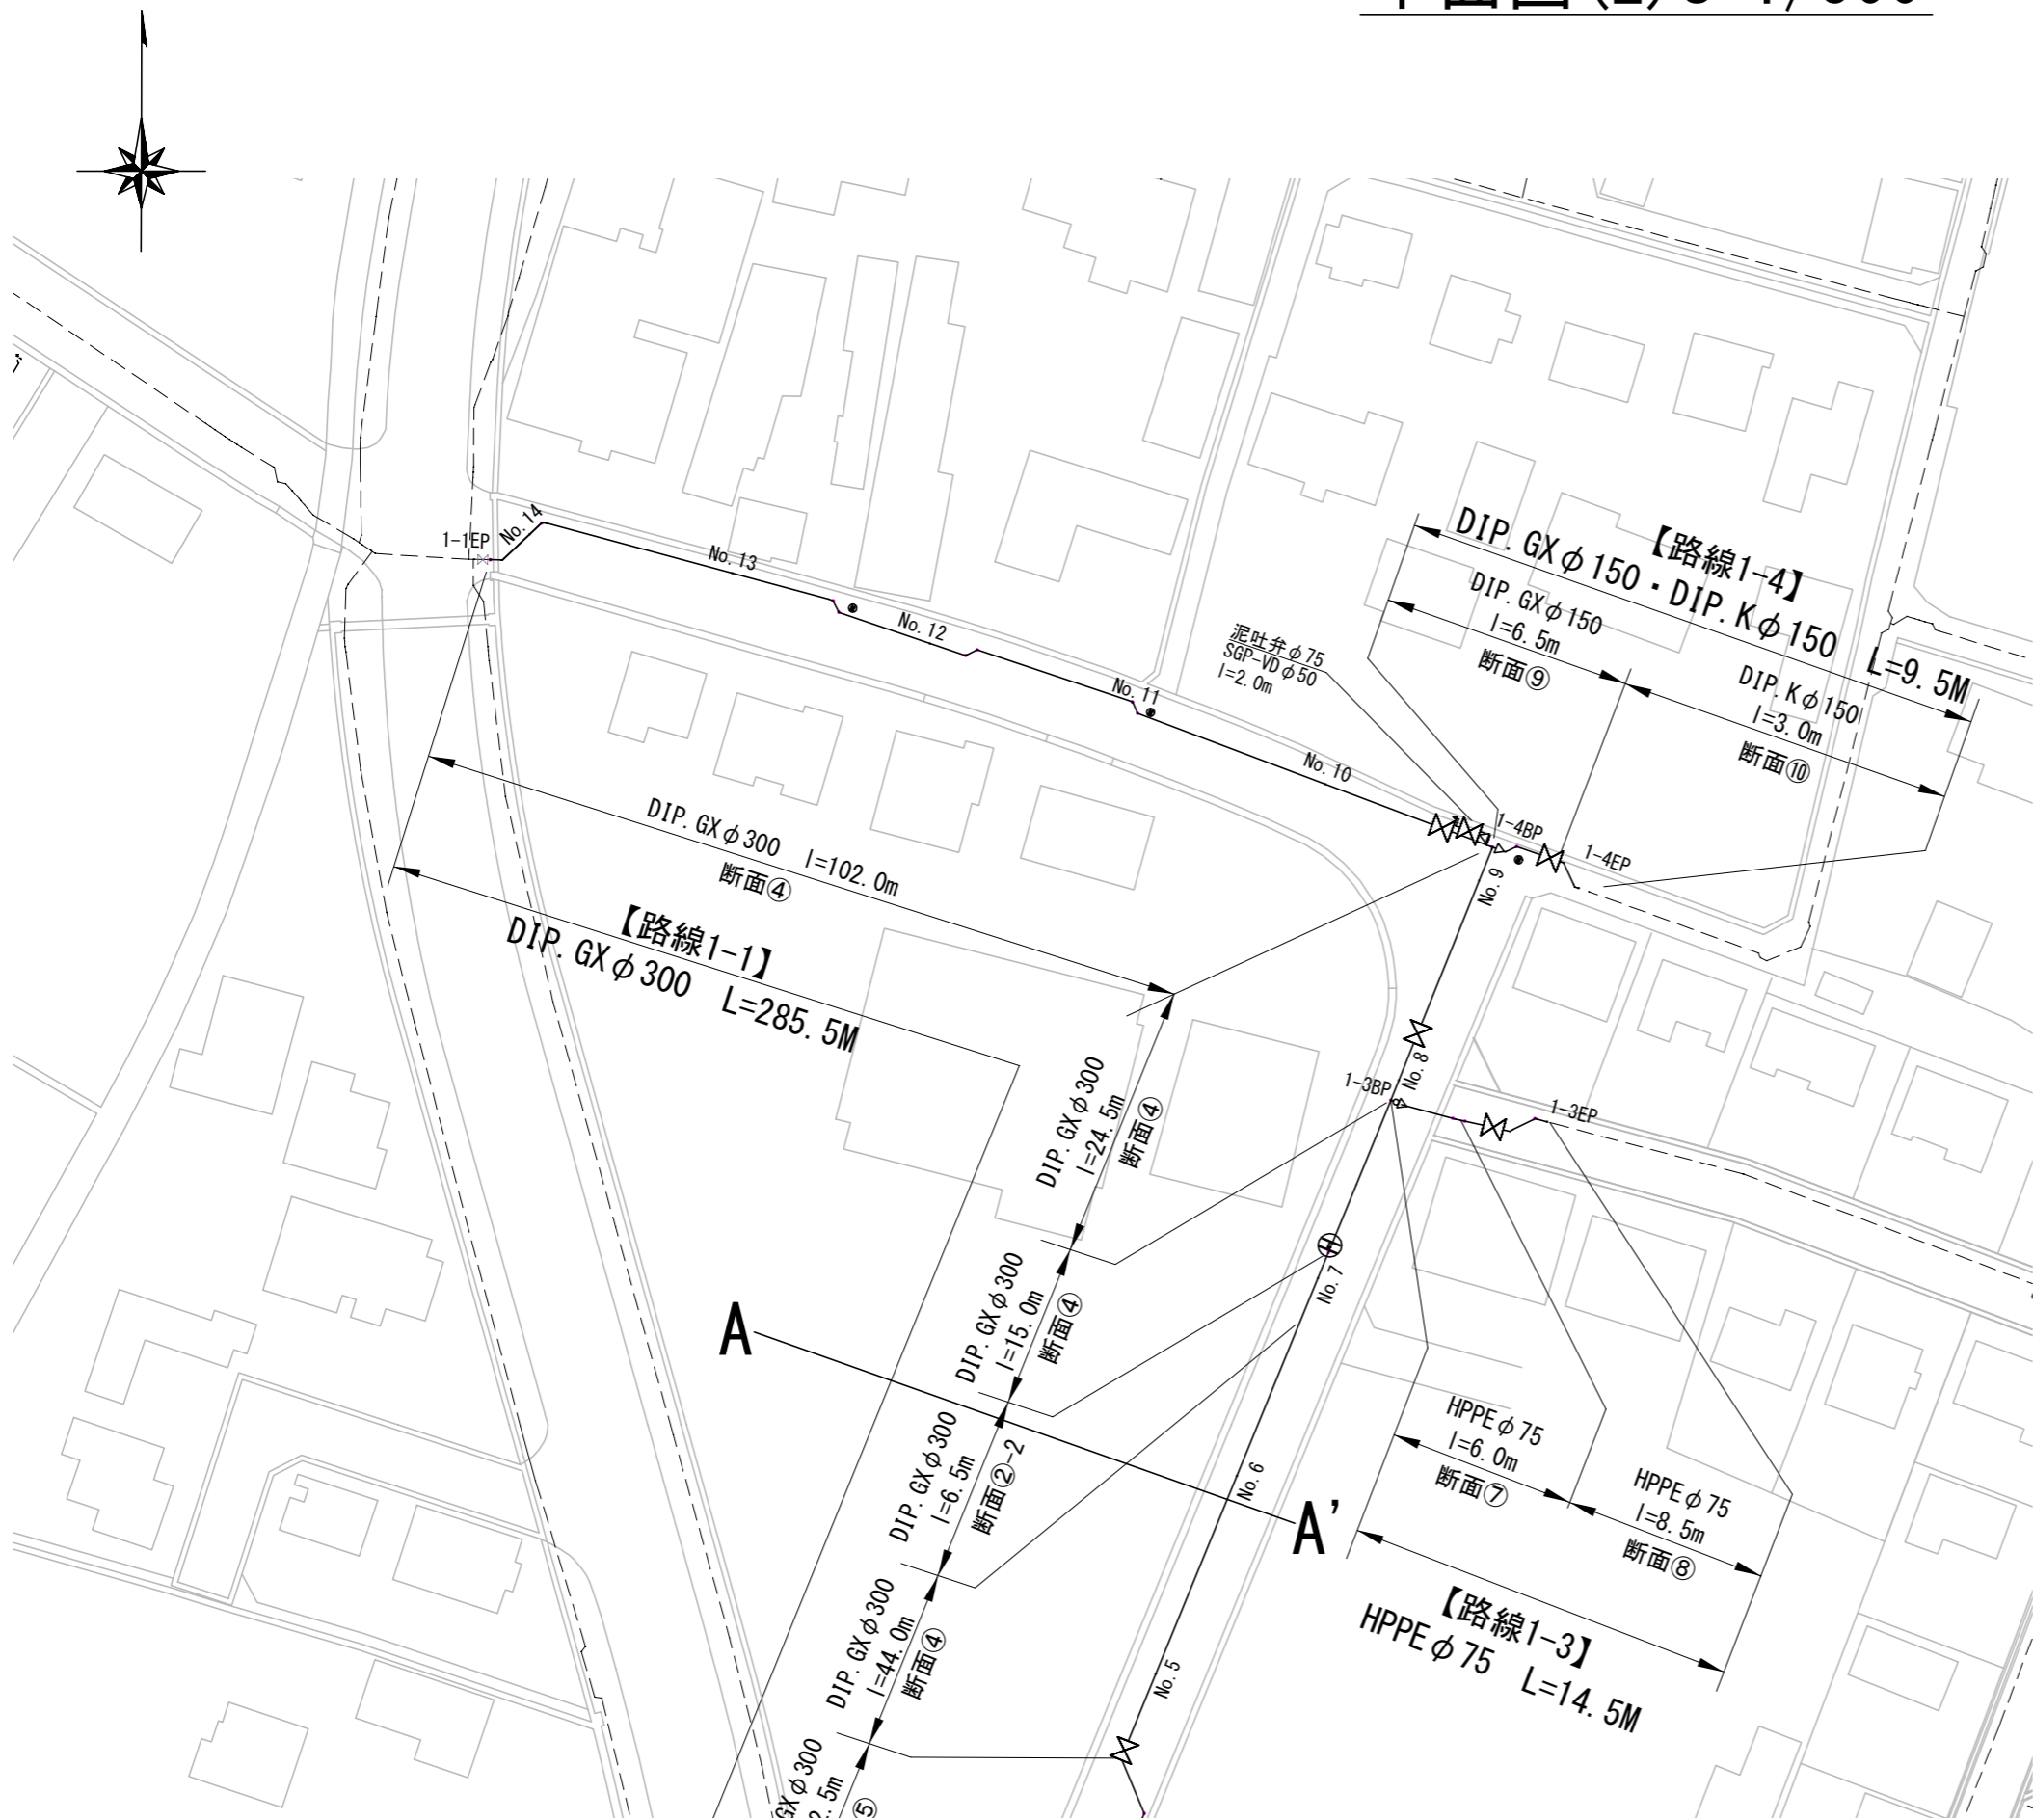 1-1EP
No.14
No.13
No.12
No.11
No.10
泥吐弁φ75
SGP-VDφ50
l=2.0m
【路線1-4】
DIP.GXφ150・DIP.Kφ150 L=9.5M
DIP.GXφ150
l=6.5m
断面⑨
DIP.Kφ150
l=3.0m
断面⑩
1-4BP
1-4EP
No.9
DIP.GXφ300 l=102.0m
断面④
【路線1-1】
DIP.GXφ300 L=285.5M
No.8
1-3BP
1-3EP
DIP.GXφ300
l=24.5m
断面④
No.7
DIP.GXφ300
l=15.0m
断面④
A
DIP.GXφ300
l=6.5m
断面②-2
No.6
A'
HPPEφ75
l=6.0m
断面⑦
HPPEφ75
l=8.5m
断面⑧
【路線1-3】
HPPEφ75 L=14.5M
DIP.GXφ300
l=44.0m
断面④
No.5
GXφ300
2.5m
⑤